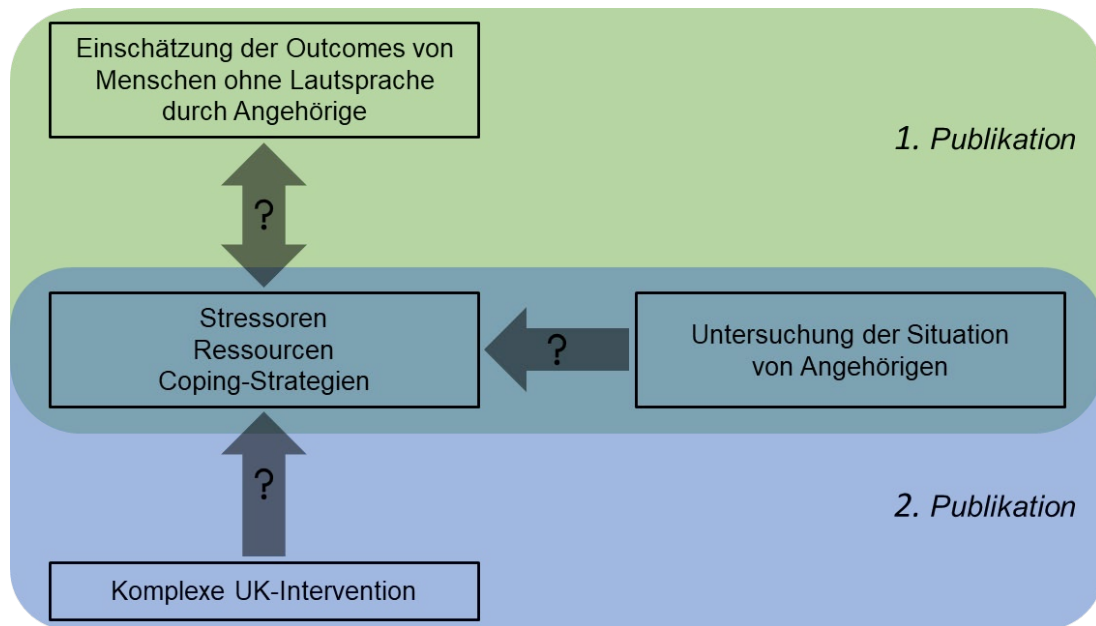 Einschätzung der Outcomes von
Menschen ohne Lautsprache
durch Angehörige
1. Publikation
?
Stressoren
Ressourcen
Coping-Strategien
?
Untersuchung der Situation
von Angehörigen
?
2. Publikation
Komplexe UK-Intervention